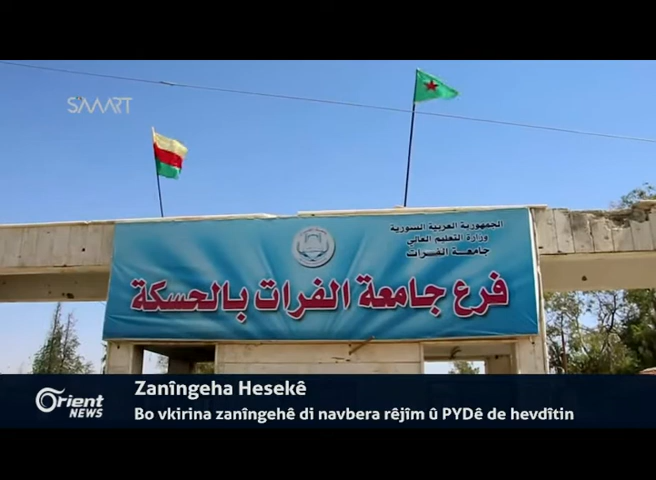 SMART
الجمهورية العربية السورية
وزارة التعليم العالي
جامعة الفرات
فرع جامعة الفرات بالحسكة
Zanîngeha Hesekê
Orient
NEWS
Bo vkirina zanîngehê di navbera rêjîm û PYDê de hevdîtin